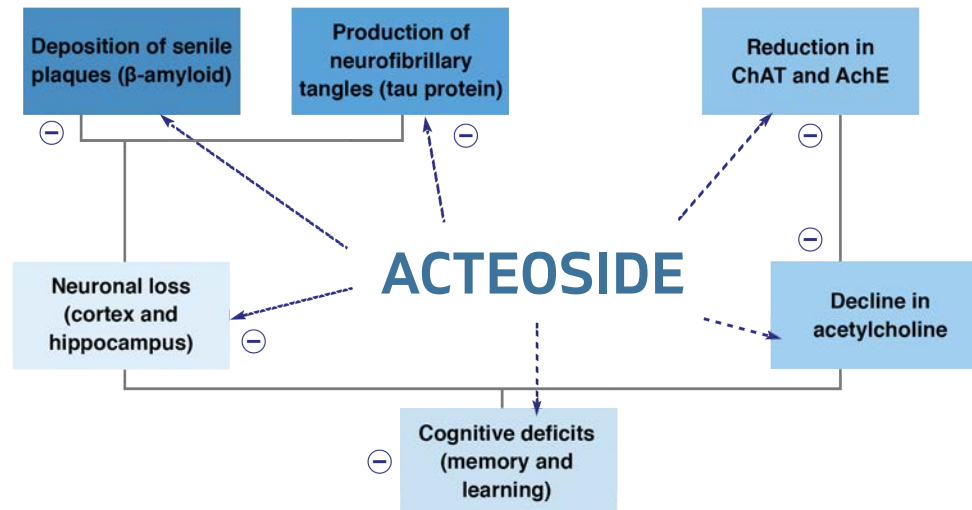 Deposition of senile
plaques (β-amyloid)
Production of
neurofibrillary
tangles (tau protein)
Reduction in
ChAT and AchE
−
−
−
−
ACTEOSIDE
Neuronal loss
(cortex and
hippocampus)
−
Decline in
acetylcholine
Cognitive deficits
(memory and
learning)
−